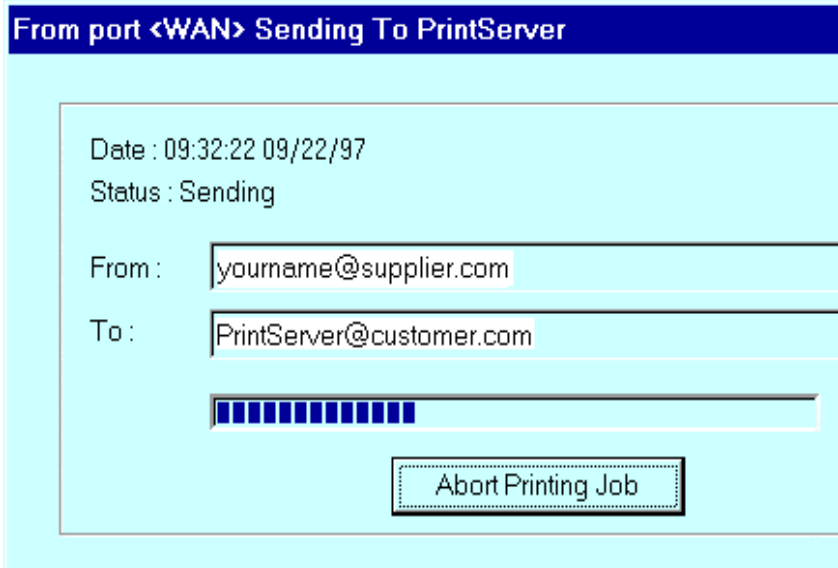 From port <WAN> Sending To PrintServer
Date : 09:32:22 09/22/97
Status : Sending
From : yourname@supplier.com
To : PrintServer@customer.com
Abort Printing Job